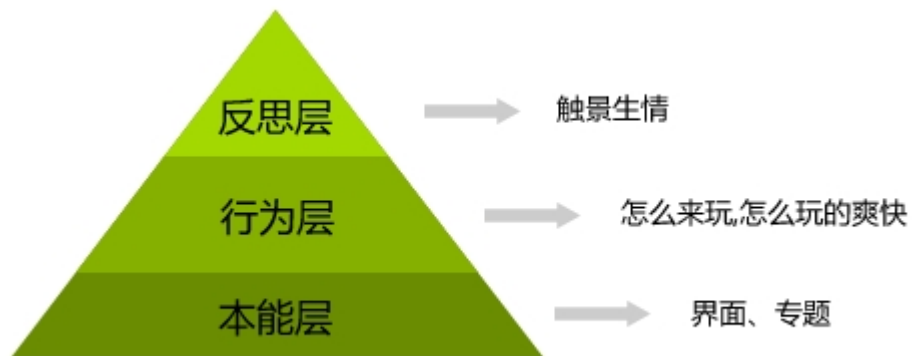 反思层
触景生情
行为层
怎么来玩,怎么玩的爽快
本能层
界面、专题